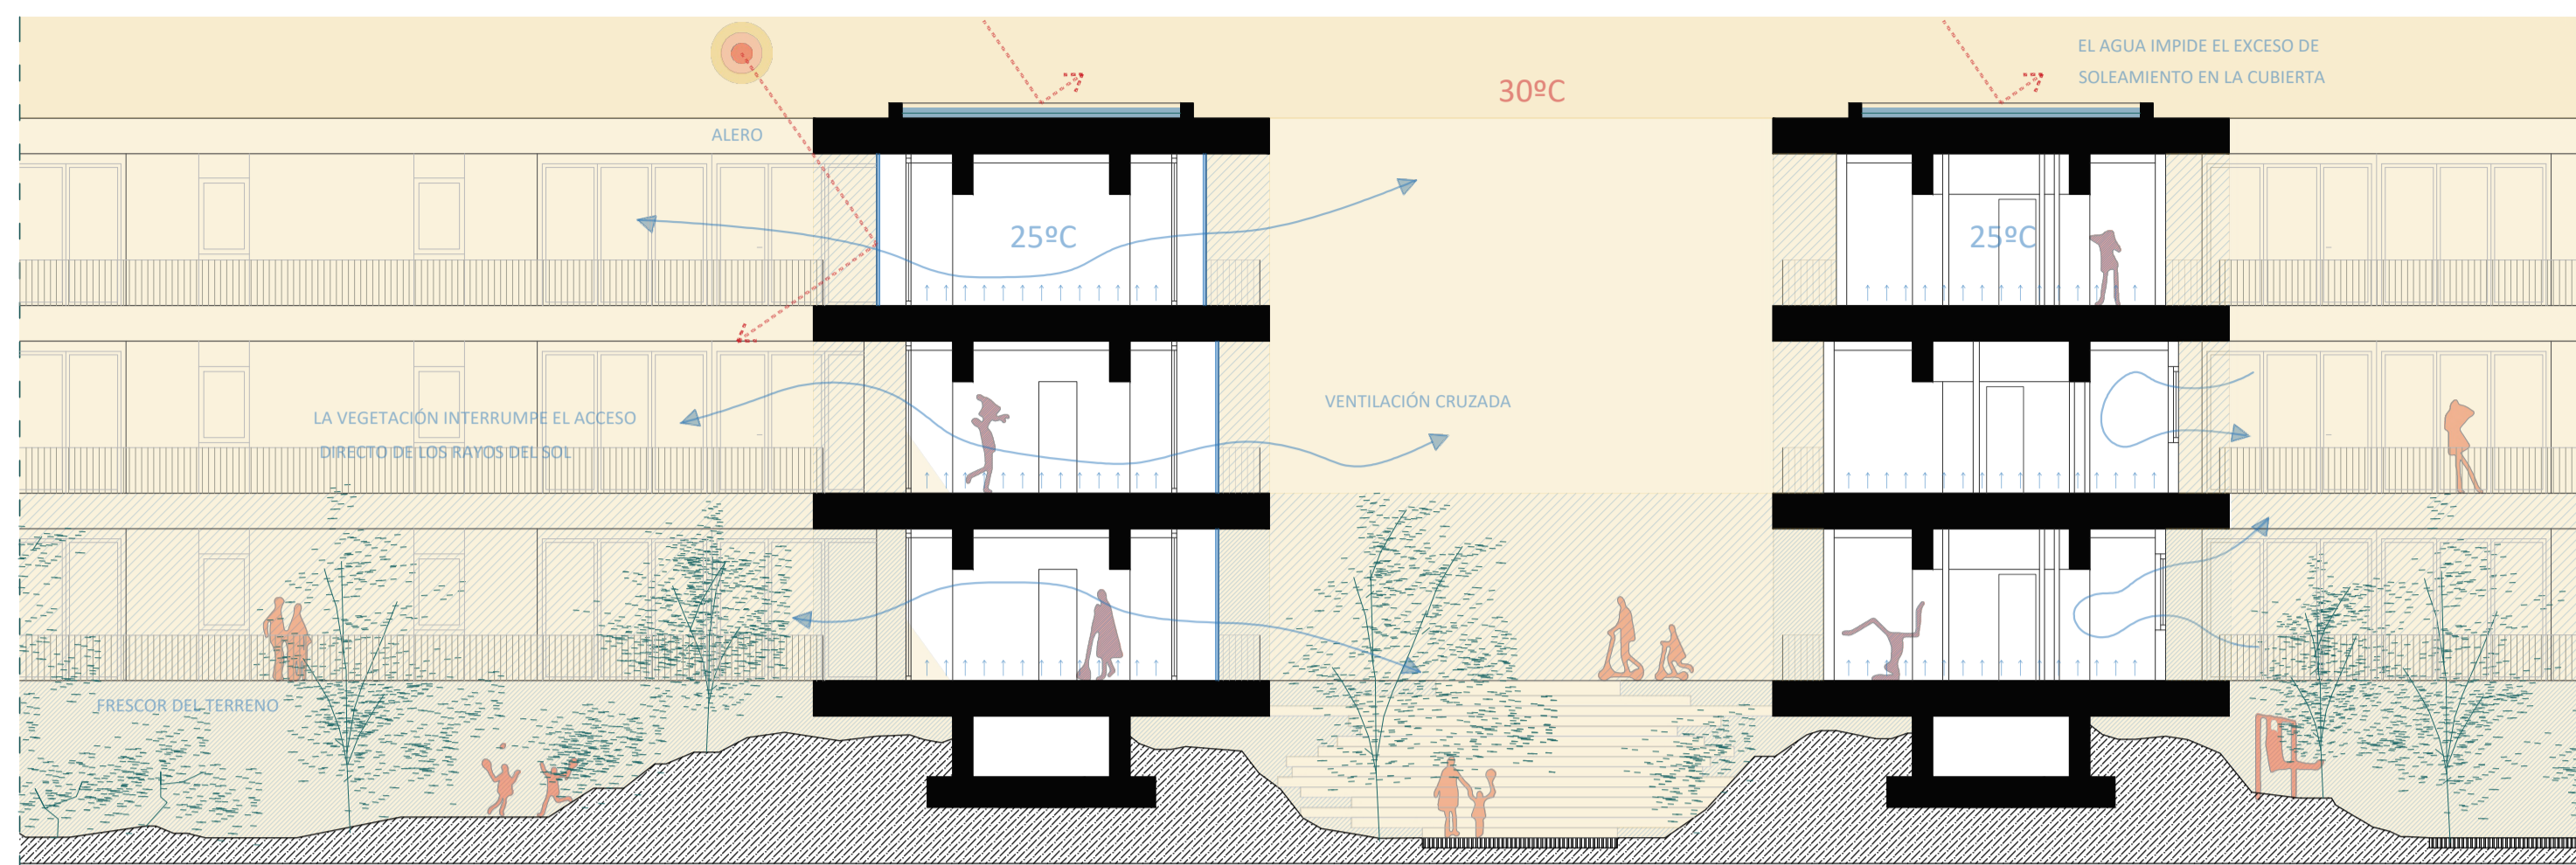 EL AGUA IMPIDE EL EXCESO DE
SOLEAMIENTO EN LA CUBIERTA
30ºC
ALERO
25ºC
25ºC
LA VEGETACIÓN INTERRUMPE EL ACCESO
DIRECTO DE LOS RAYOS DEL SOL
VENTILACIÓN CRUZADA
FRESCOR DEL TERRENO